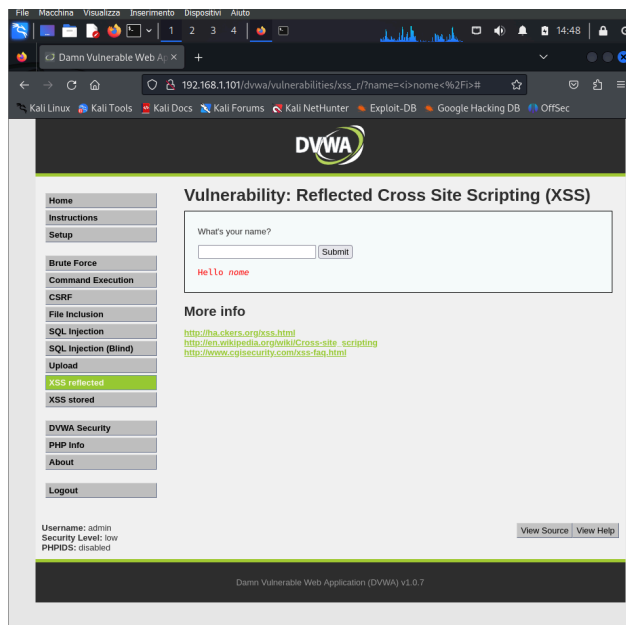 File Macchina Visualizza Inserimento Dispositivi Aiuto
1 2 3 4 14:48
Damn Vulnerable Web Ap × +
192.168.1.101/dvwa/vulnerabilities/xss_r/?name=<i>nome<%2Fi>#
Kali Linux Kali Tools Kali Docs Kali Forums Kali NetHunter Exploit-DB Google Hacking DB OffSec
DVWA
Home
Instructions
Setup
Brute Force
Command Execution
CSRF
File Inclusion
SQL Injection
SQL Injection (Blind)
Upload
XSS reflected
XSS stored
DVWA Security
PHP Info
About
Logout
Vulnerability: Reflected Cross Site Scripting (XSS)
What's your name?
Submit
Hello nome
More info
http://ha.ckers.org/xss.html
http://en.wikipedia.org/wiki/Cross-site_scripting
http://www.cgisecurity.com/xss-faq.html
Username: admin
Security Level: low
PHPIDS: disabled
View Source View Help
Damn Vulnerable Web Application (DVWA) v1.0.7